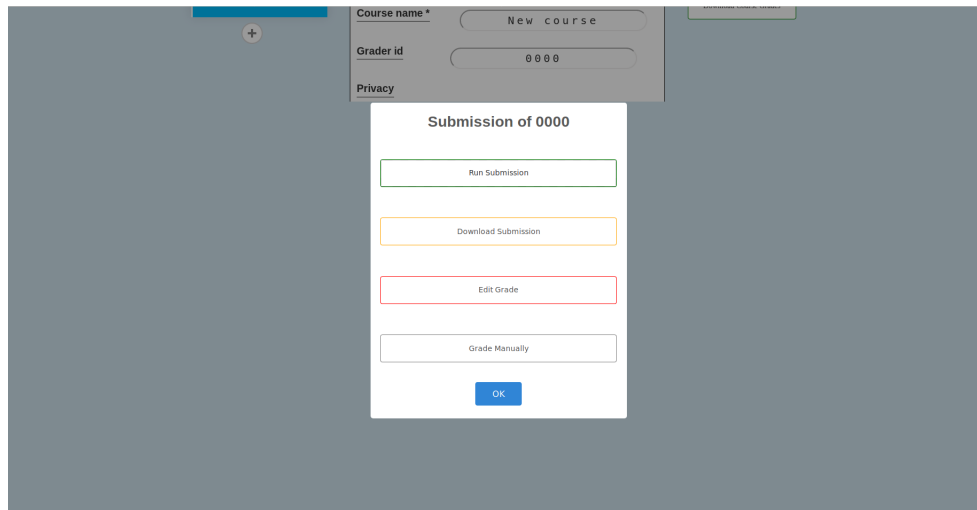 Course name *
New course
+
Grader id
0000
Privacy
Submission of 0000
Run Submission
Download Submission
Edit Grade
Grade Manually
OK